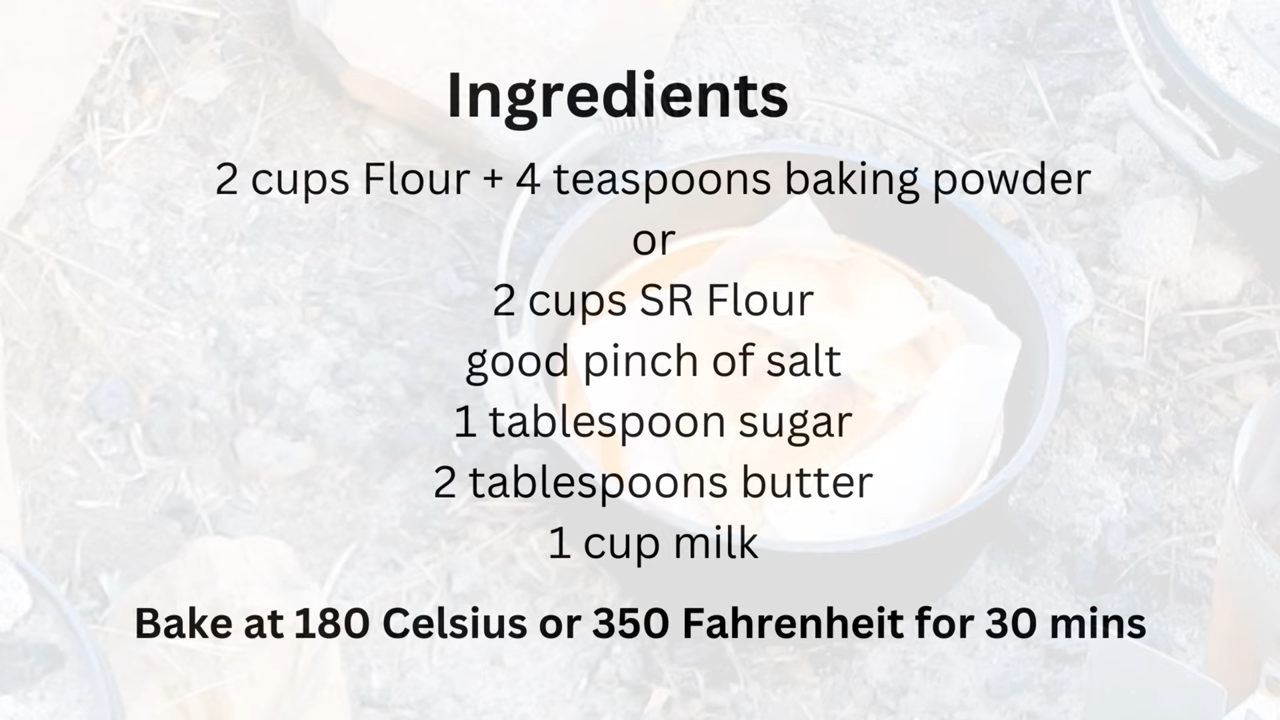 Ingredients
2 cups Flour + 4 teaspoons baking powder
or
2 cups SR Flour
good pinch of salt
1 tablespoon sugar
2 tablespoons butter
1 cup milk
Bake at 180 Celsius or 350 Fahrenheit for 30 mins